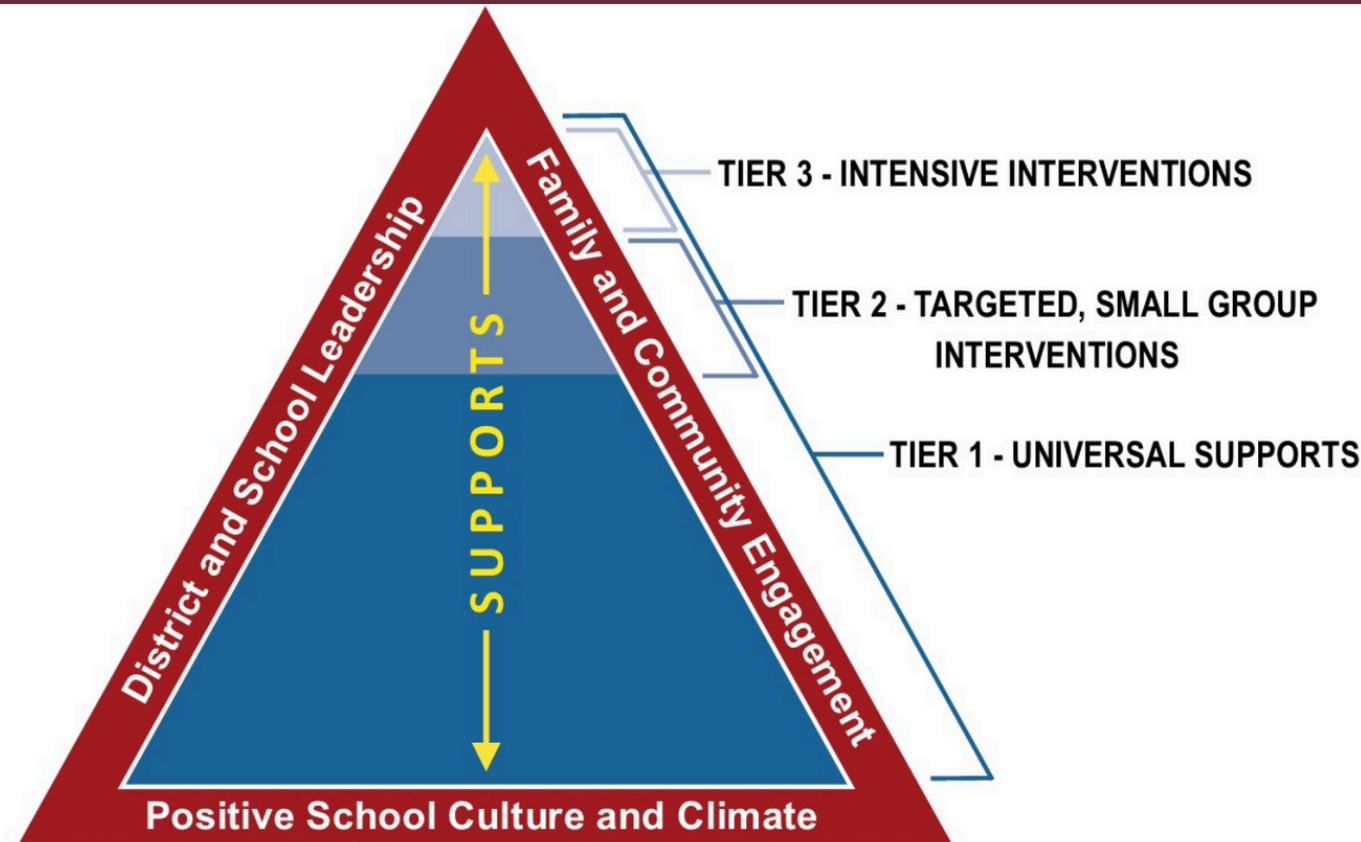 District and School Leadership
Family and Community Engagement
Positive School Culture and Climate
SUPPORTS
TIER 3 - INTENSIVE INTERVENTIONS
TIER 2 - TARGETED, SMALL GROUP
INTERVENTIONS
TIER 1 - UNIVERSAL SUPPORTS